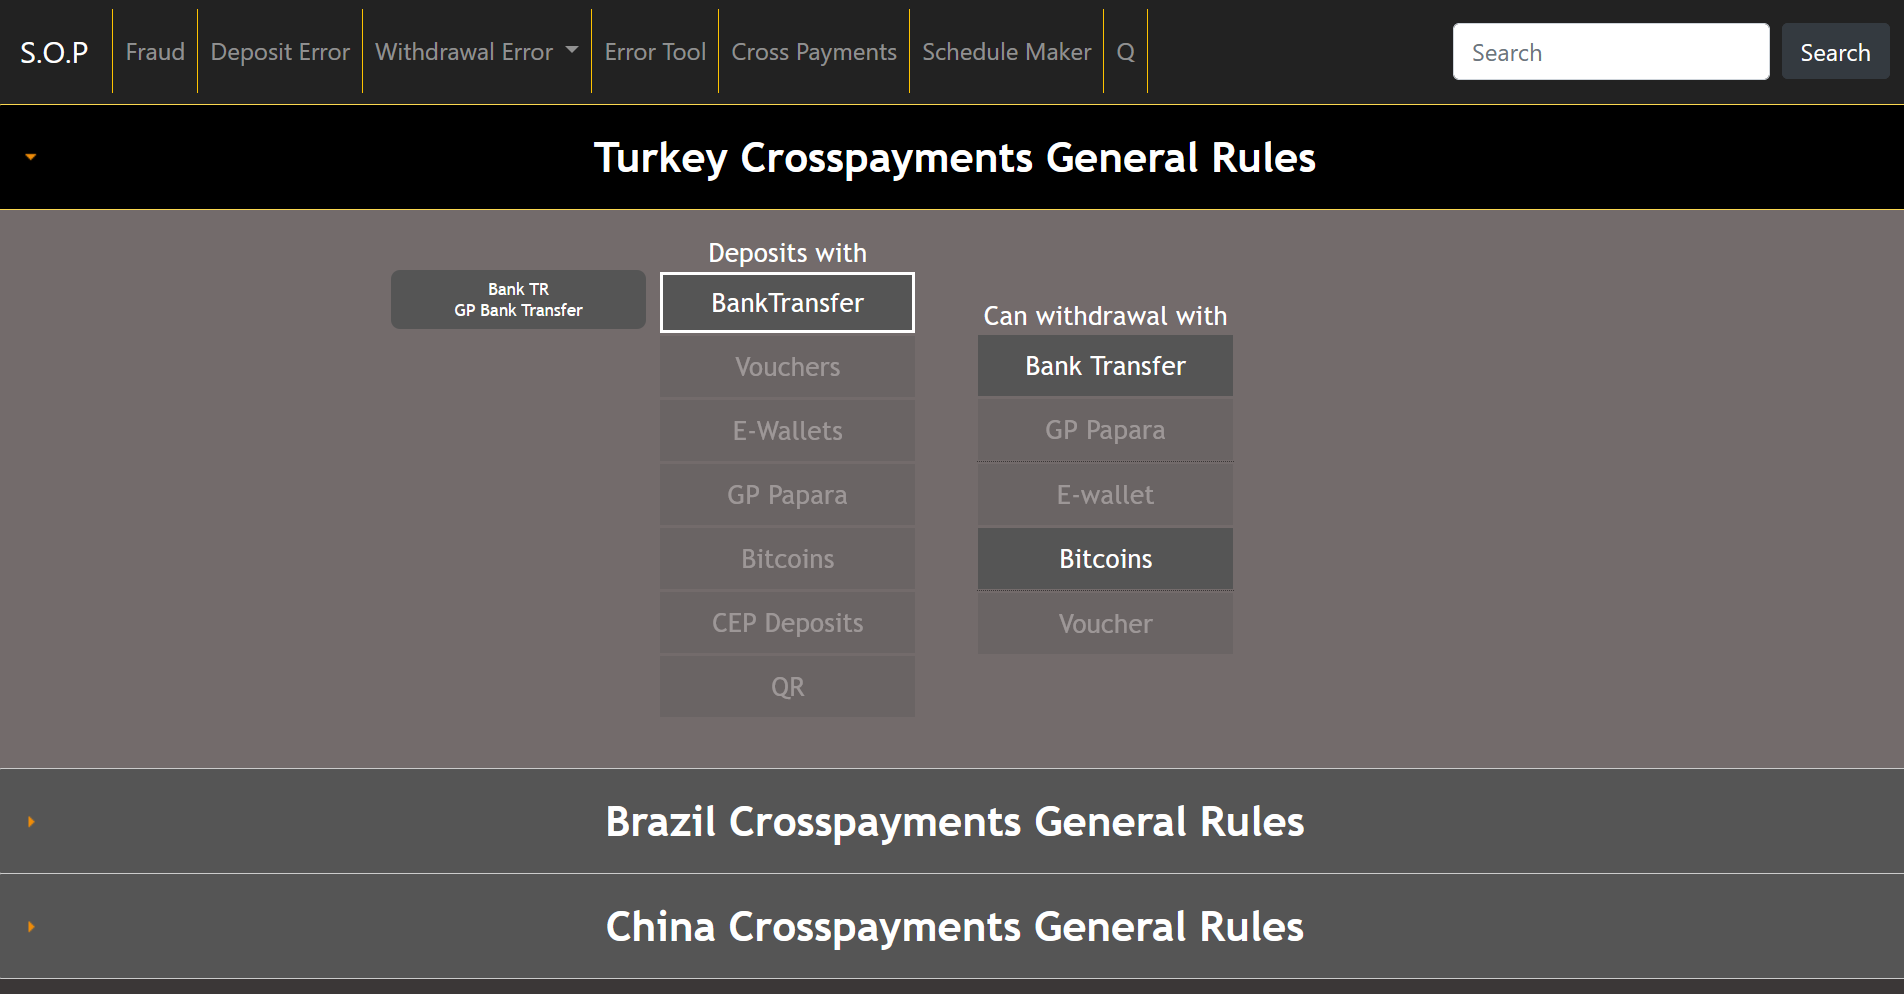 S.O.P
Fraud
Deposit Error
Withdrawal Error
Error Tool
Cross Payments
Schedule Maker
Q
Search
Search
Turkey Crosspayments General Rules
Bank TR
GP Bank Transfer
Deposits with
BankTransfer
Vouchers
E-Wallets
GP Papara
Bitcoins
CEP Deposits
QR
Can withdrawal with
Bank Transfer
GP Papara
E-wallet
Bitcoins
Voucher
Brazil Crosspayments General Rules
China Crosspayments General Rules